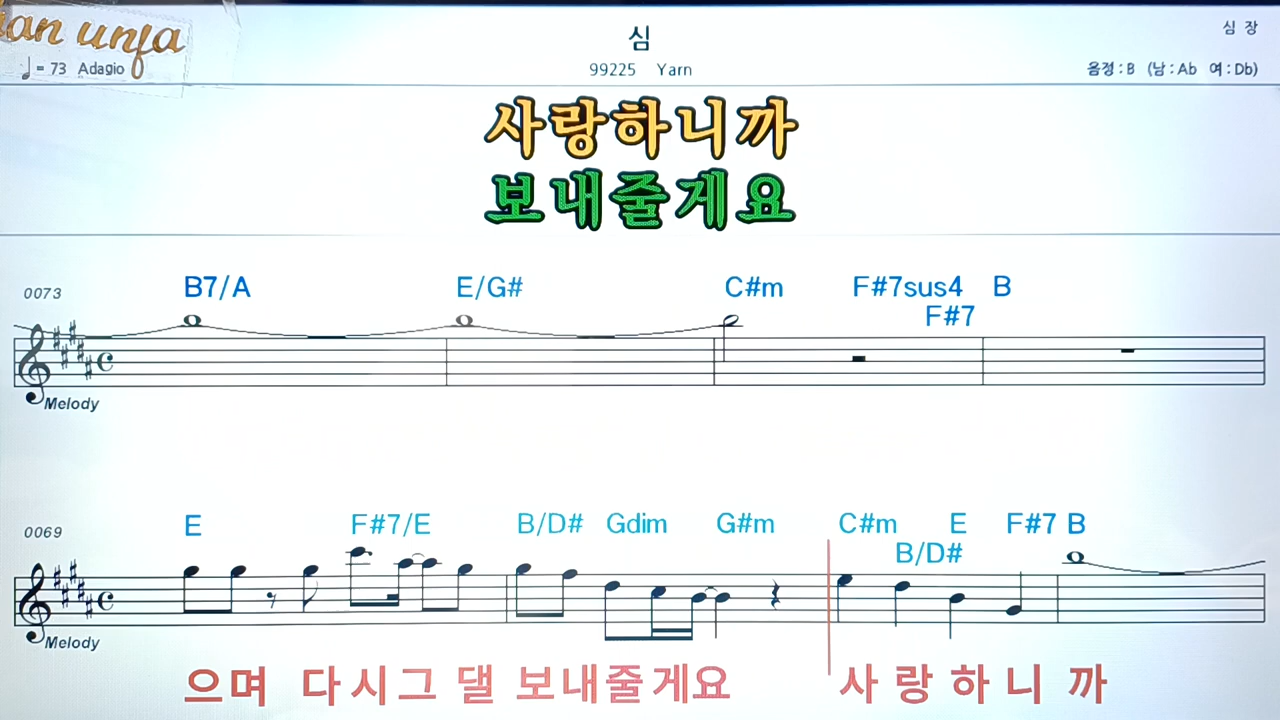 an unfa
= 73 Adagio
심
99225 Yarn
심 장
음정 : B (남 : Ab 여 : Db)
사랑하니까
보내줄게요
0073
B7/A E/G# C#m F#7sus4 B
F#7
Melody
0069
E F#7/E B/D# Gdim G#m C#m E F#7 B
B/D#
Melody
으며 다시그 댈 보내줄게요 사 랑 하 니 까